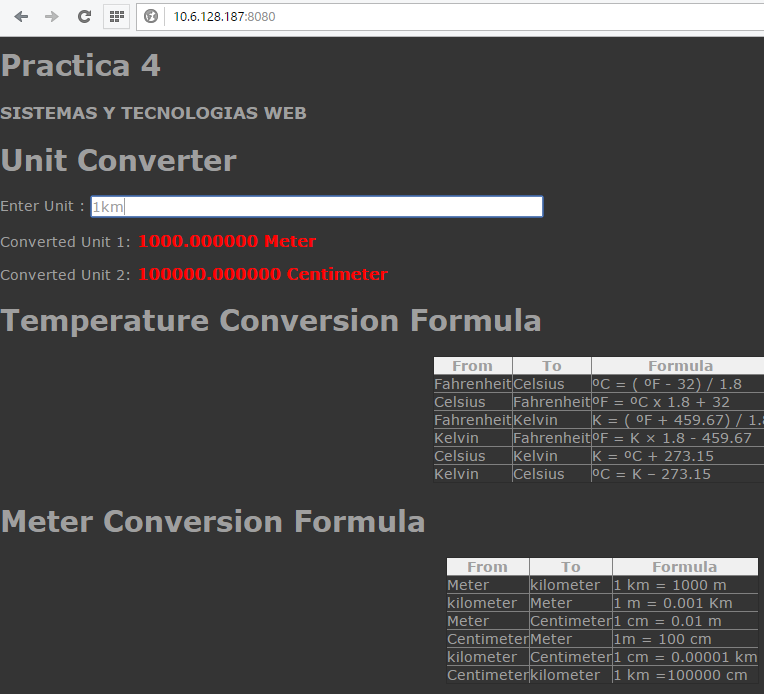 10.6.128.187:8080
Practica 4
SISTEMAS Y TECNOLOGIAS WEB
Unit Converter
Enter Unit : 1km
Converted Unit 1: 1000.000000 Meter
Converted Unit 2: 100000.000000 Centimeter
Temperature Conversion Formula
From To Formula
Fahrenheit Celsius ºC = ( ºF - 32) / 1.8
Celsius Fahrenheit ºF = ºC x 1.8 + 32
Fahrenheit Kelvin K = ( ºF + 459.67) / 1.8
Kelvin Fahrenheit ºF = K × 1.8 - 459.67
Celsius Kelvin K = ºC + 273.15
Kelvin Celsius ºC = K − 273.15
Meter Conversion Formula
From To Formula
Meter kilometer 1 km = 1000 m
kilometer Meter 1 m = 0.001 Km
Meter Centimeter 1 cm = 0.01 m
Centimeter Meter 1m = 100 cm
kilometer Centimeter 1 cm = 0.00001 km
Centimeter kilometer 1 km =100000 cm